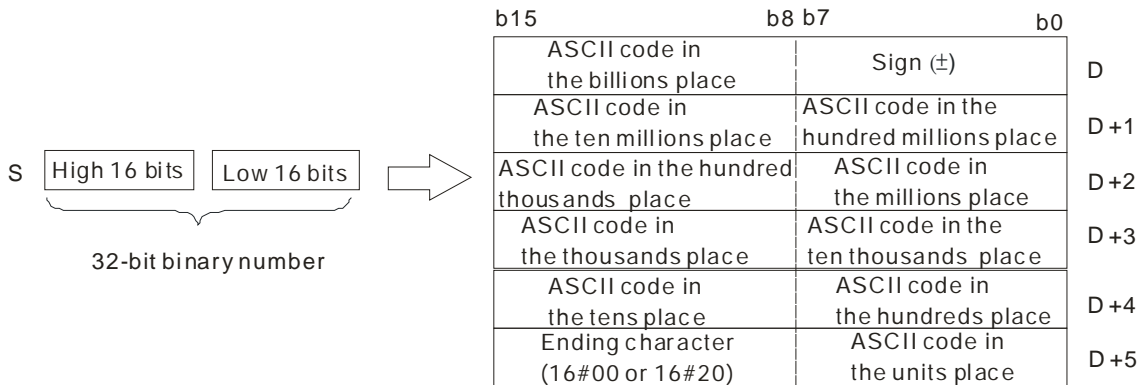 b15 b8 b7 b0
ASCII code in
the billions place
Sign (±)
D
ASCII code in
the ten millions place
ASCII code in the
hundred millions place
D+1
ASCII code in the hundred
thousands place
ASCII code in
the millions place
D+2
ASCII code in
the thousands place
ASCII code in the
ten thousands place
D+3
ASCII code in
the tens place
ASCII code in
the hundreds place
D+4
Ending character
(16#00 or 16#20)
ASCII code in
the units place
D+5
S High 16 bits Low 16 bits
32-bit binary number